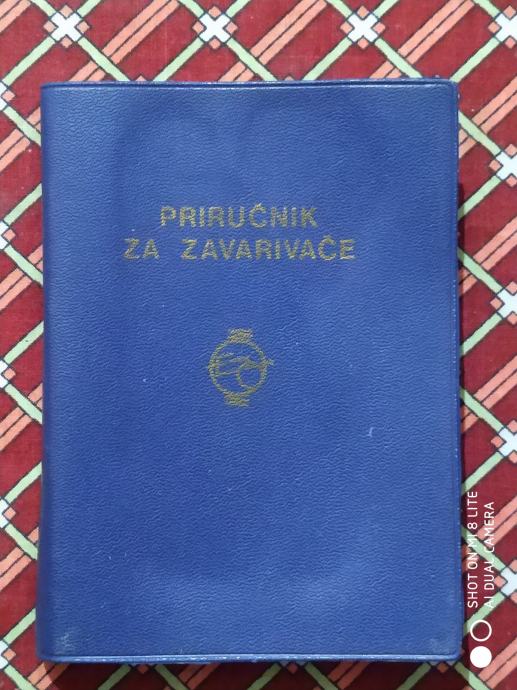 PRIRUČNIK
ZA ZAVARIVAČE
SHOT ON MI 8 LITE
AI DUAL CAMERA